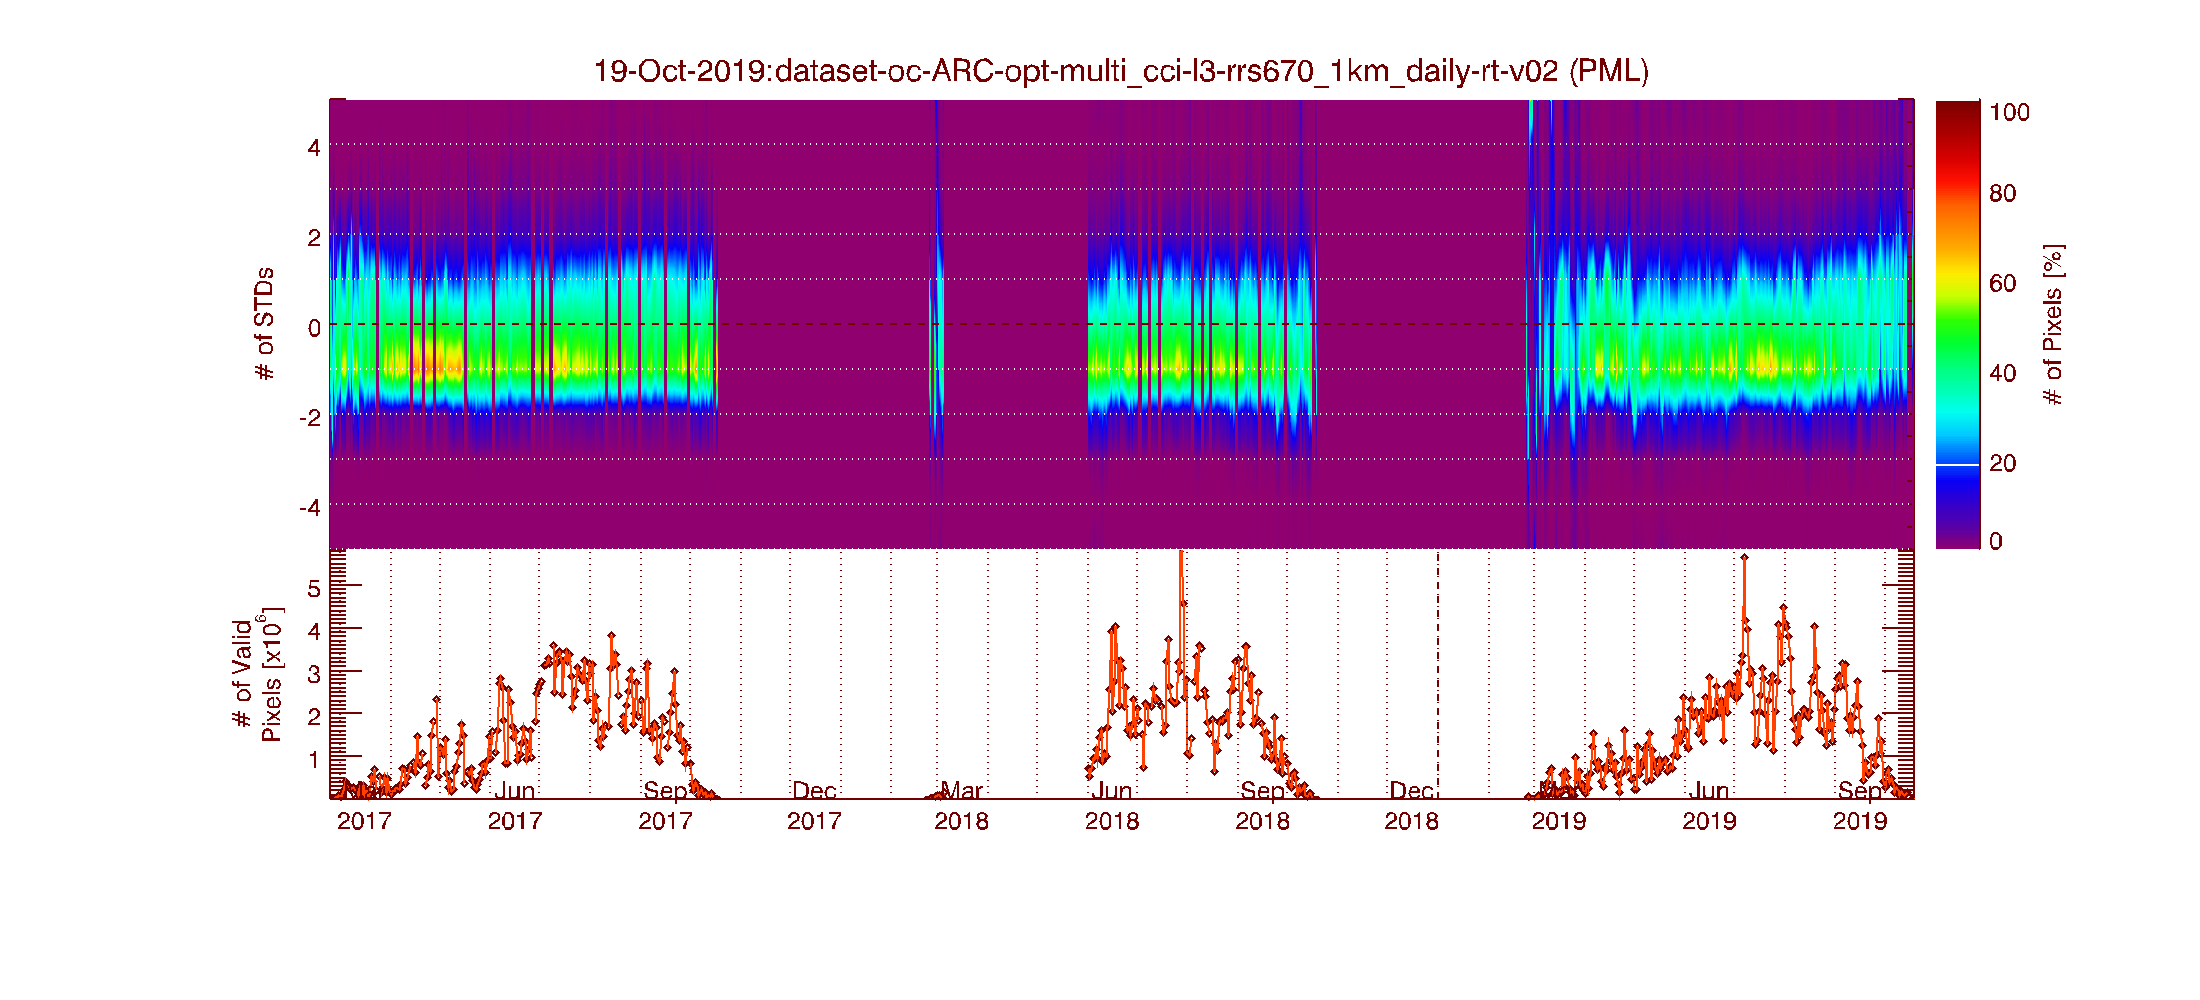 19-Oct-2019:dataset-oc-ARC-opt-multi_cci-l3-rrs670_1km_daily-rt-v02 (PML)
# of STDs
4
2
0
-2
-4
100
80
60
40
20
0
# of Pixels [%]
# of Valid
Pixels [x10⁶]
5
4
3
2
1
Jun Sep Dec Mar Jun Sep Dec Jun Sep
2017 2017 2017 2017 2018 2018 2018 2018 2019 2019 2019